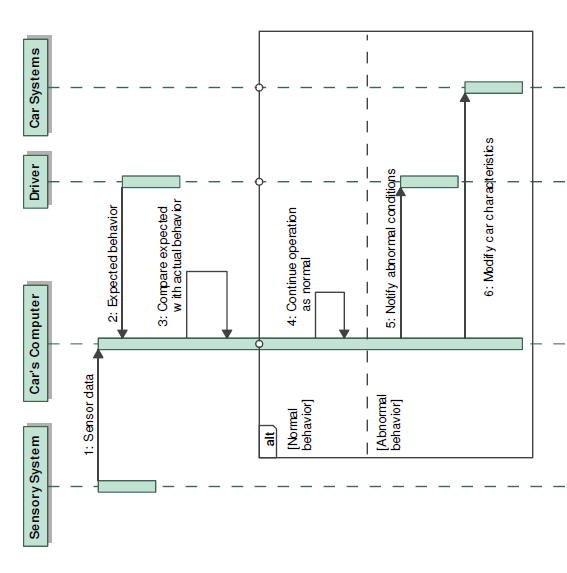 Sensory System
Car's Computer
Driver
Car Systems
1: Sensor data
2: Expected behavior
3: Compare expected
with actual behavior
alt
[Normal
behavior]
4: Continue operation
as normal
[Abnormal
behavior]
5: Notify abnormal conditions
6: Modify car characteristics